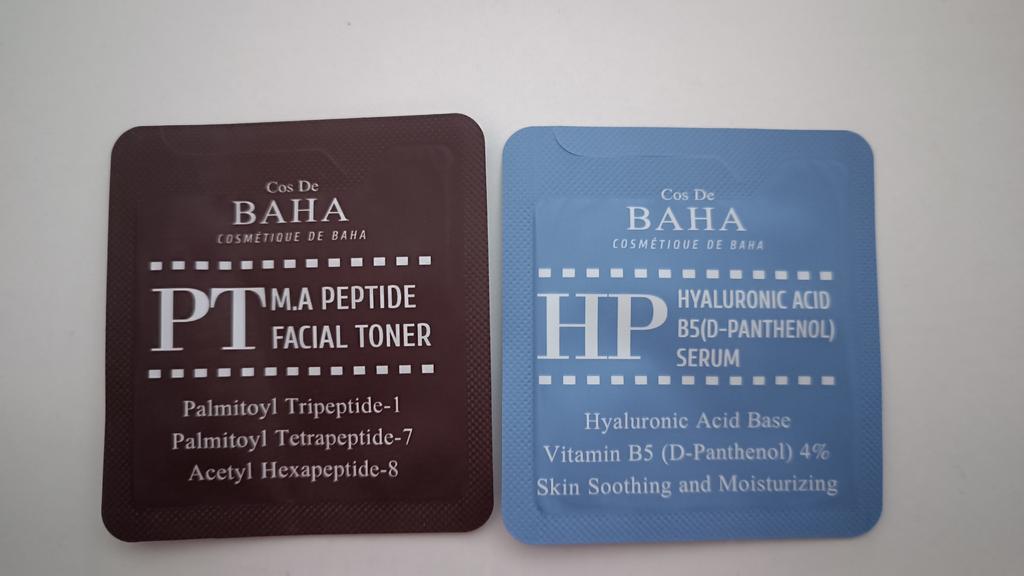 Cos De
BAHA
COSMÉTIQUE DE BAHA
PT
M.A PEPTIDE
FACIAL TONER
Palmitoyl Tripeptide-1
Palmitoyl Tetrapeptide-7
Acetyl Hexapeptide-8
Cos De
BAHA
COSMÉTIQUE DE BAHA
HP
HYALURONIC ACID
B5(D-PANTHENOL)
SERUM
Hyaluronic Acid Base
Vitamin B5 (D-Panthenol) 4%
Skin Soothing and Moisturizing